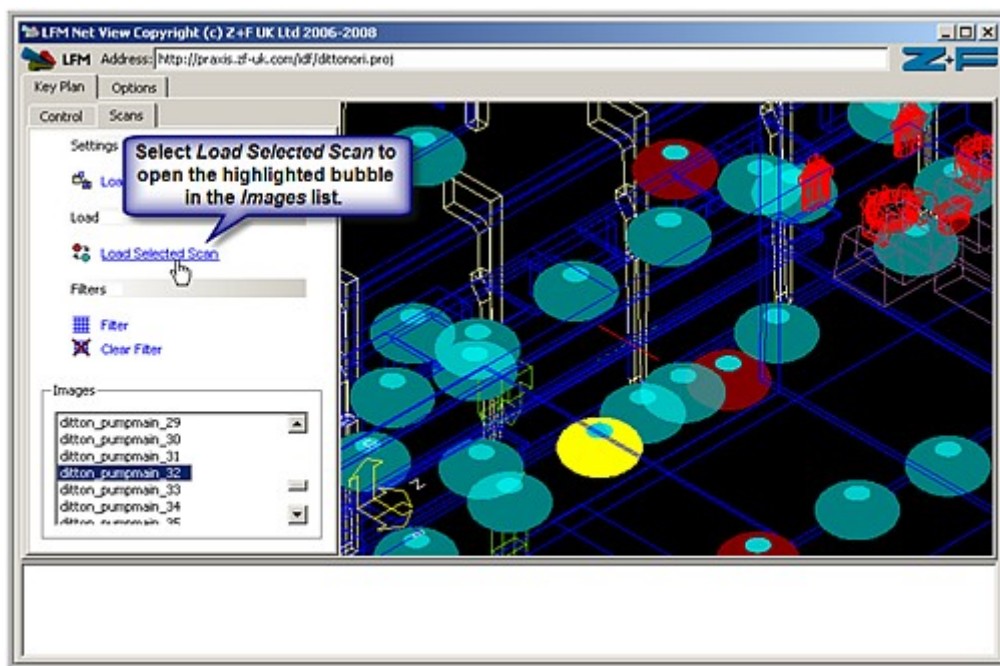 LFM Net View Copyright (c) Z+F UK Ltd 2006-2008
LFM Address: http://praxis.zf-uk.com/idf/dittonori.proj
Z+F
Key Plan Options
Control Scans
Settings
Select Load Selected Scan to
open the highlighted bubble
in the Images list.
Load
Load Selected Scan
Filters
Filter
Clear Filter
Images
ditton_pumpmain_29
ditton_pumpmain_30
ditton_pumpmain_31
ditton_pumpmain_32
ditton_pumpmain_33
ditton_pumpmain_34
ditton_pumpmain_35
Z